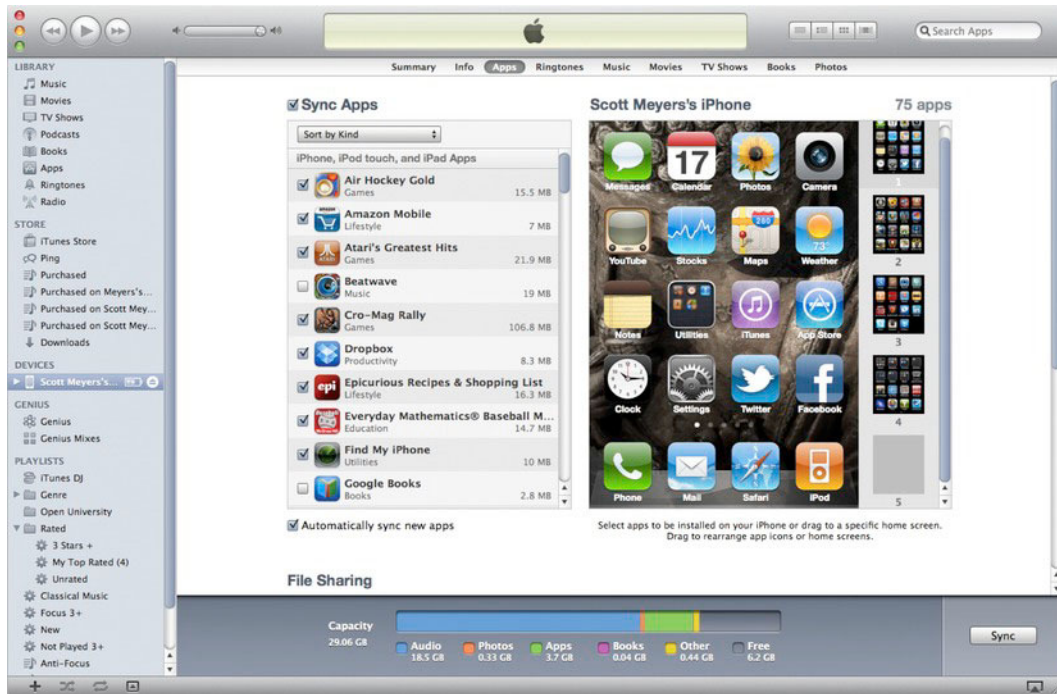 Search Apps
LIBRARY
Music
Movies
TV Shows
Podcasts
Books
Apps
Ringtones
Radio
STORE
iTunes Store
Ping
Purchased
Purchased on Meyers's...
Purchased on Scott Mey...
Purchased on Scott Mey...
Downloads
DEVICES
Scott Meyers's...
GENIUS
Genius
Genius Mixes
PLAYLISTS
iTunes DJ
Genre
Open University
Rated
3 Stars +
My Top Rated (4)
Unrated
Classical Music
Focus 3+
New
Not Played 3+
Anti-Focus
Summary Info Apps Ringtones Music Movies TV Shows Books Photos
Sync Apps
Sort by Kind
iPhone, iPod touch, and iPad Apps
Air Hockey Gold
Games 15.5 MB
Amazon Mobile
Lifestyle 7 MB
Atari's Greatest Hits
Games 21.9 MB
Beatwave
Music 19 MB
Cro-Mag Rally
Games 106.8 MB
Dropbox
Productivity 8.3 MB
epi
Epicurious Recipes & Shopping List
Lifestyle 16.3 MB
Everyday Mathematics® Baseball M...
Education 14.7 MB
Find My iPhone
Utilities 10 MB
Google Books
Books 2.8 MB
Automatically sync new apps
Scott Meyers's iPhone 75 apps
17
Messages Calendar Photos Camera
280
73°
YouTube Stocks Maps Weather
Notes Utilities iTunes App Store
Clock Settings Twitter Facebook
Phone Mail Safari iPod
1
2
3
4
5
Select apps to be installed on your iPhone or drag to a specific home screen.
Drag to rearrange app icons or home screens.
File Sharing
Capacity
29.06 GB
Audio Photos Apps Books Other Free
18.5 GB 0.33 GB 3.7 GB 0.04 GB 0.44 GB 6.2 GB
Sync